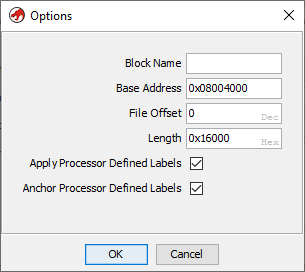 Options
Block Name
Base Address 0x08004000
File Offset 0 Dec
Length 0x16000 Hex
Apply Processor Defined Labels
Anchor Processor Defined Labels
OK Cancel